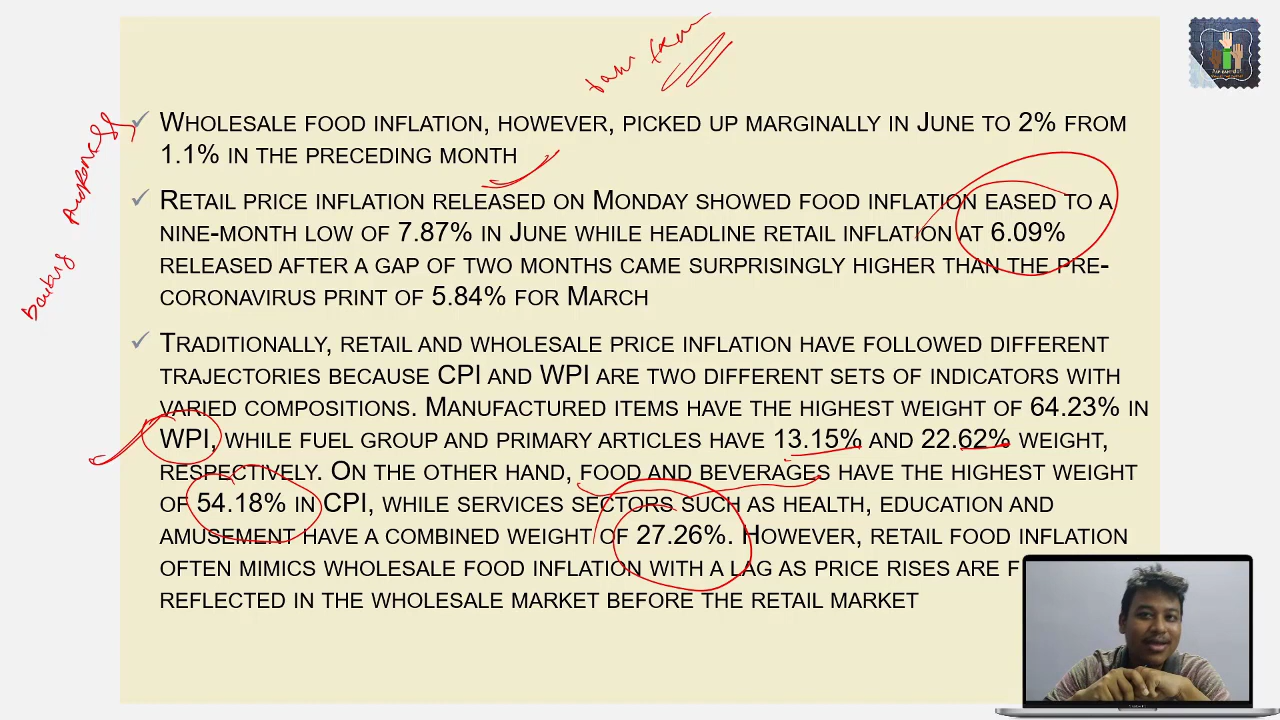 WHOLESALE FOOD INFLATION, HOWEVER, PICKED UP MARGINALLY IN JUNE TO 2% FROM
1.1% IN THE PRECEDING MONTH
RETAIL PRICE INFLATION RELEASED ON MONDAY SHOWED FOOD INFLATION EASED TO A
NINE-MONTH LOW OF 7.87% IN JUNE WHILE HEADLINE RETAIL INFLATION AT 6.09%
RELEASED AFTER A GAP OF TWO MONTHS CAME SURPRISINGLY HIGHER THAN THE PRE-
CORONAVIRUS PRINT OF 5.84% FOR MARCH
TRADITIONALLY, RETAIL AND WHOLESALE PRICE INFLATION HAVE FOLLOWED DIFFERENT
TRAJECTORIES BECAUSE CPI AND WPI ARE TWO DIFFERENT SETS OF INDICATORS WITH
VARIED COMPOSITIONS. MANUFACTURED ITEMS HAVE THE HIGHEST WEIGHT OF 64.23% IN
WPI, WHILE FUEL GROUP AND PRIMARY ARTICLES HAVE 13.15% AND 22.62% WEIGHT,
RESPECTIVELY. ON THE OTHER HAND, FOOD AND BEVERAGES HAVE THE HIGHEST WEIGHT
OF 54.18% IN CPI, WHILE SERVICES SECTORS SUCH AS HEALTH, EDUCATION AND
AMUSEMENT HAVE A COMBINED WEIGHT OF 27.26%. HOWEVER, RETAIL FOOD INFLATION
OFTEN MIMICS WHOLESALE FOOD INFLATION WITH A LAG AS PRICE RISES ARE
REFLECTED IN THE WHOLESALE MARKET BEFORE THE RETAIL MARKET